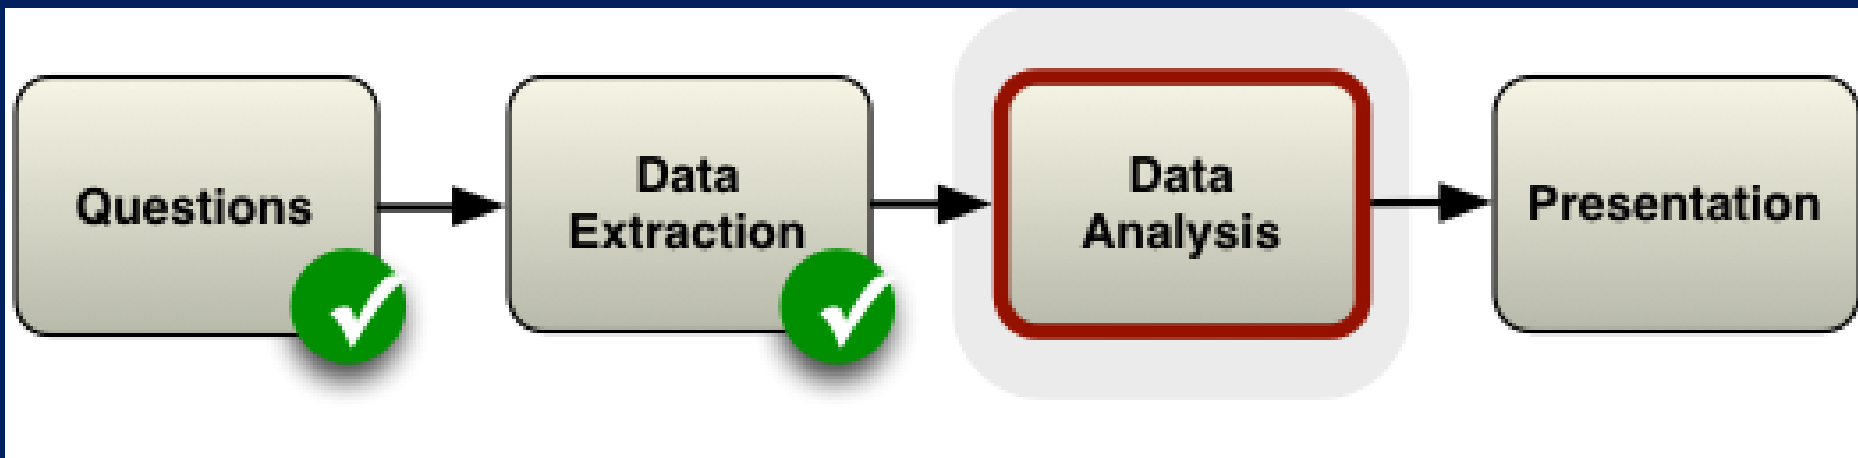 Questions
Data
Extraction
Data
Analysis
Presentation